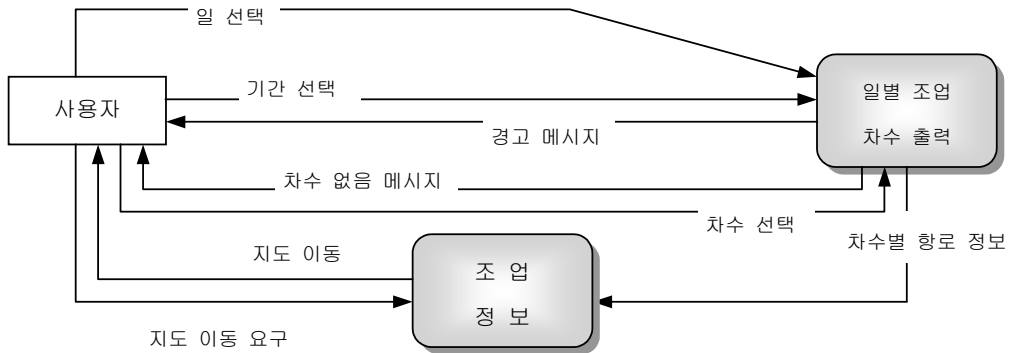 일 선택
기간 선택
사용자
일별 조업
차수 출력
경고 메시지
차수 없음 메시지
차수 선택
차수별 항로 정보
지도 이동
조 업
정 보
지도 이동 요구